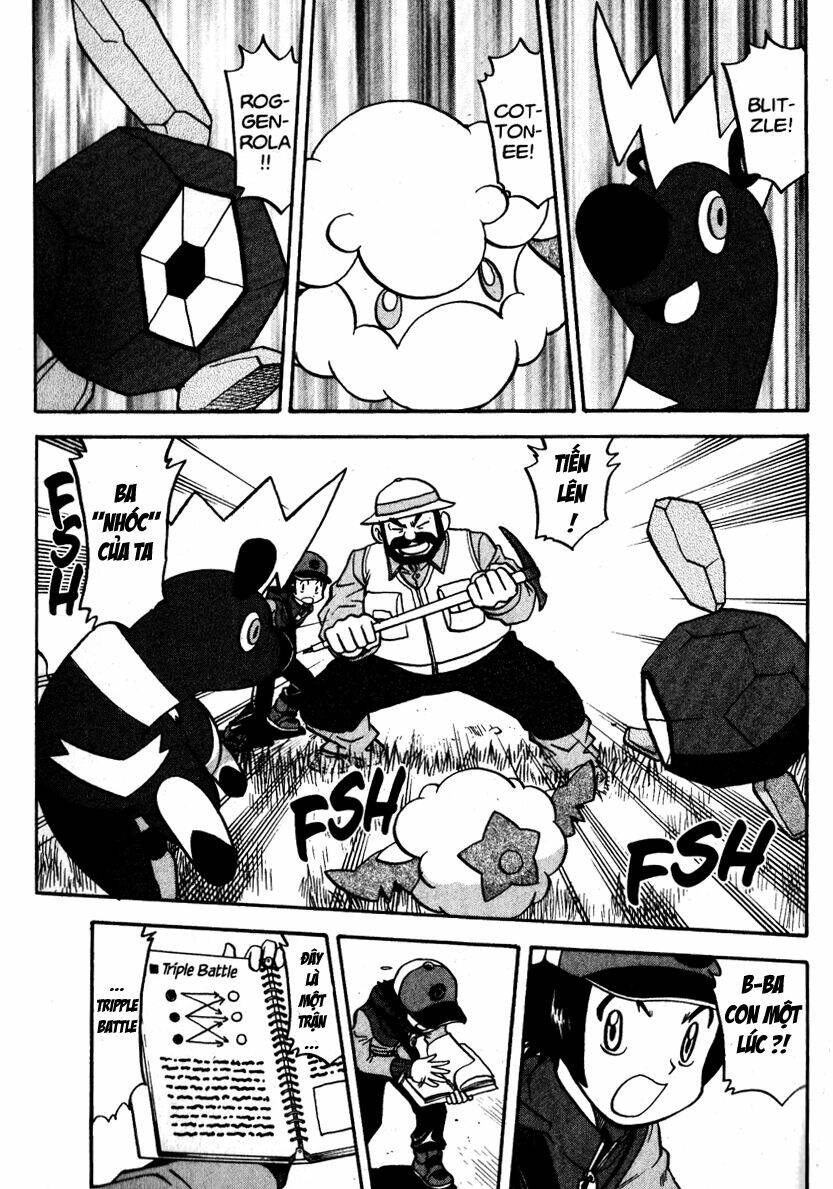 BLIT-
ZLE!
COT-
TON-
EE!
ROG-
GEN-
ROLA
!!
TIẾN
LÊN
!
BA
"NHÓC"
CỦA TA
FSH
FSH
FSH
B-BA
CON MỘT
LÚC ?!
ĐÂY
LÀ
MỘT
TRẬN
...
■ Triple Battle
...
TRIPPLE
BATTLE